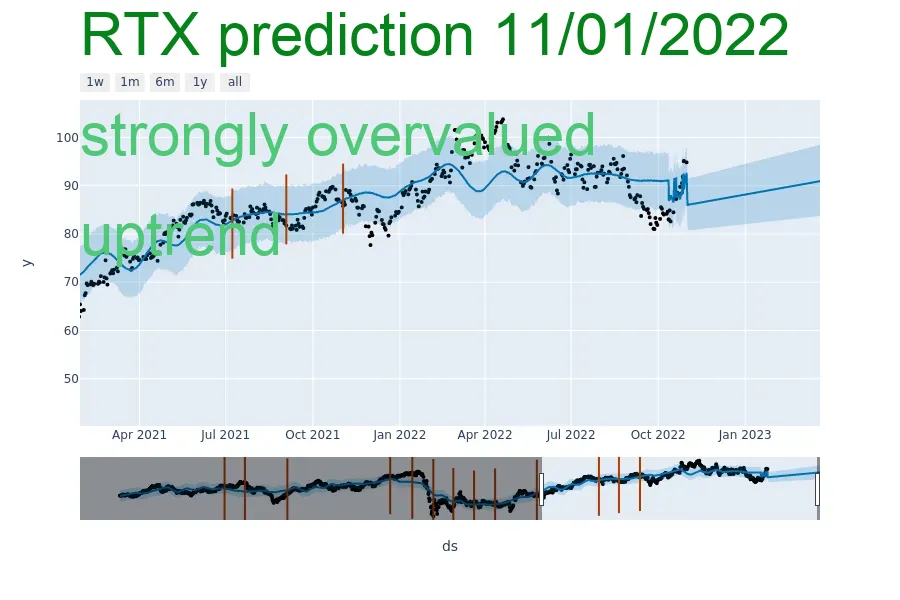 RTX prediction 11/01/2022
1w 1m 6m 1y all
strongly overvalued
uptrend
100
90
80
70
60
50
y
Apr 2021 Jul 2021 Oct 2021 Jan 2022 Apr 2022 Jul 2022 Oct 2022 Jan 2023
ds